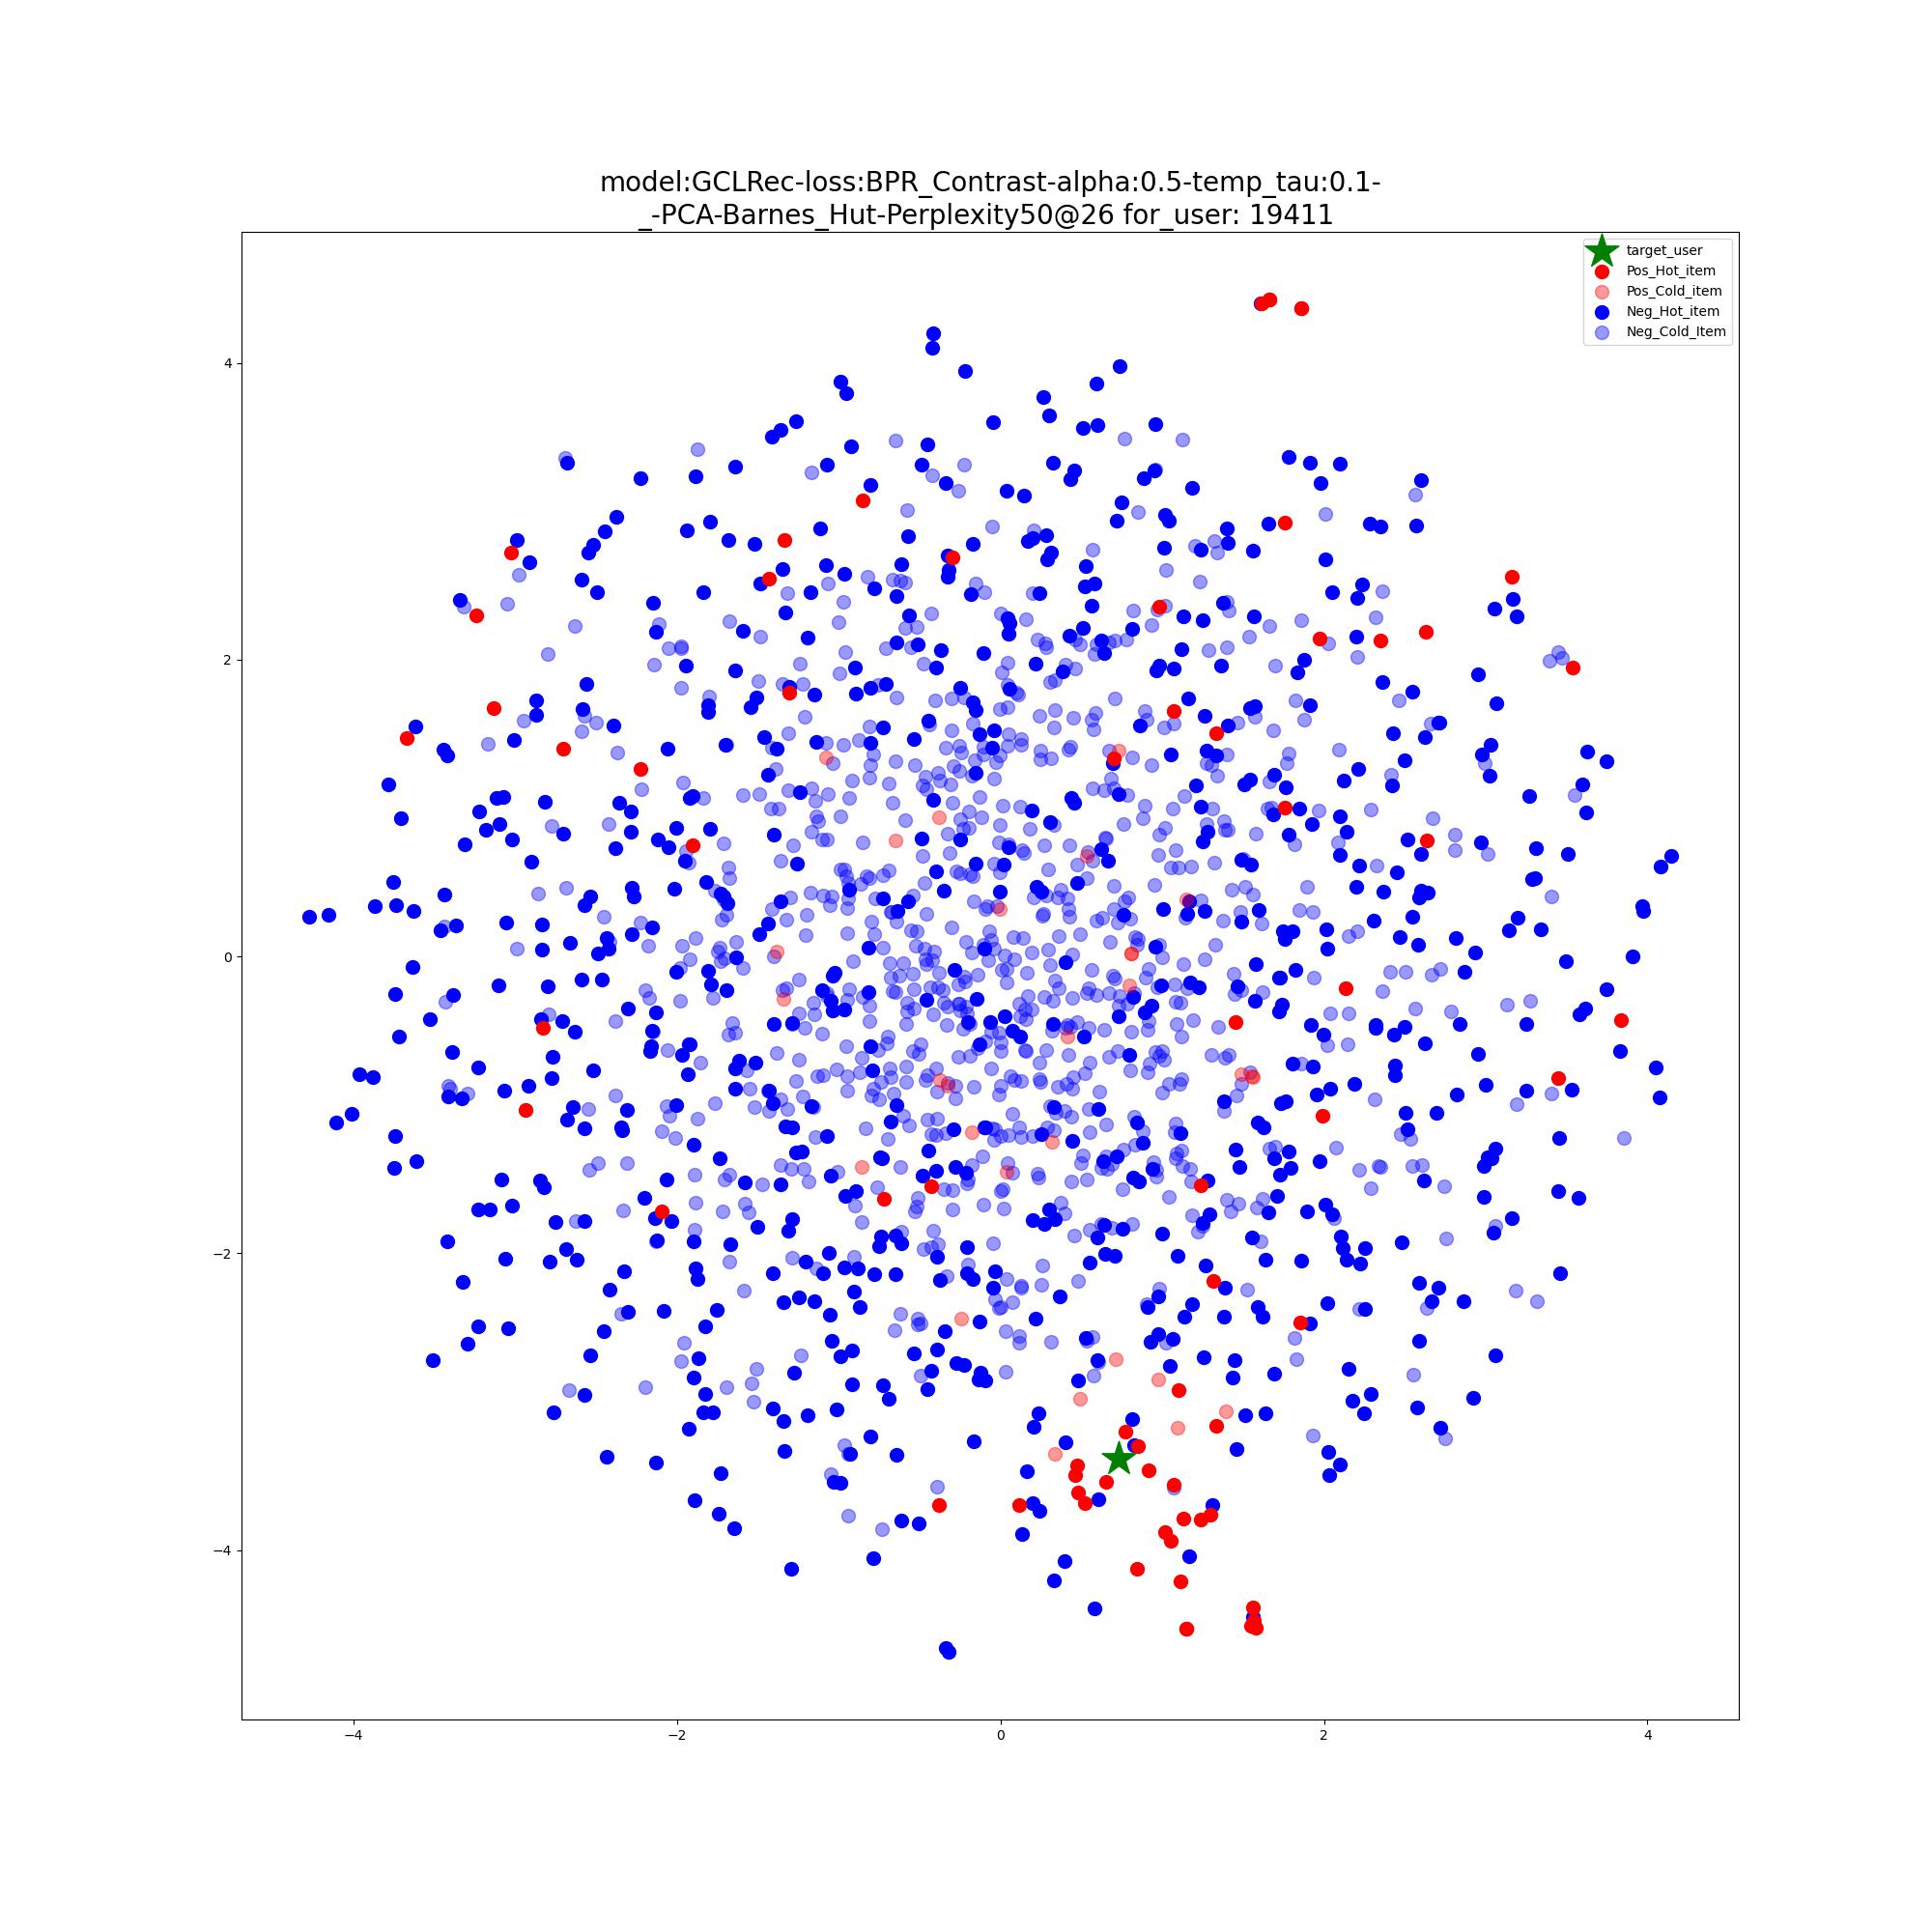 model:GCLRec-loss:BPR_Contrast-alpha:0.5-temp_tau:0.1-
_-PCA-Barnes_Hut-Perplexity50@26 for_user: 19411
target_user
Pos_Hot_item
Pos_Cold_item
Neg_Hot_item
Neg_Cold_Item
4
2
0
−2
−4
−4
−2
0
2
4